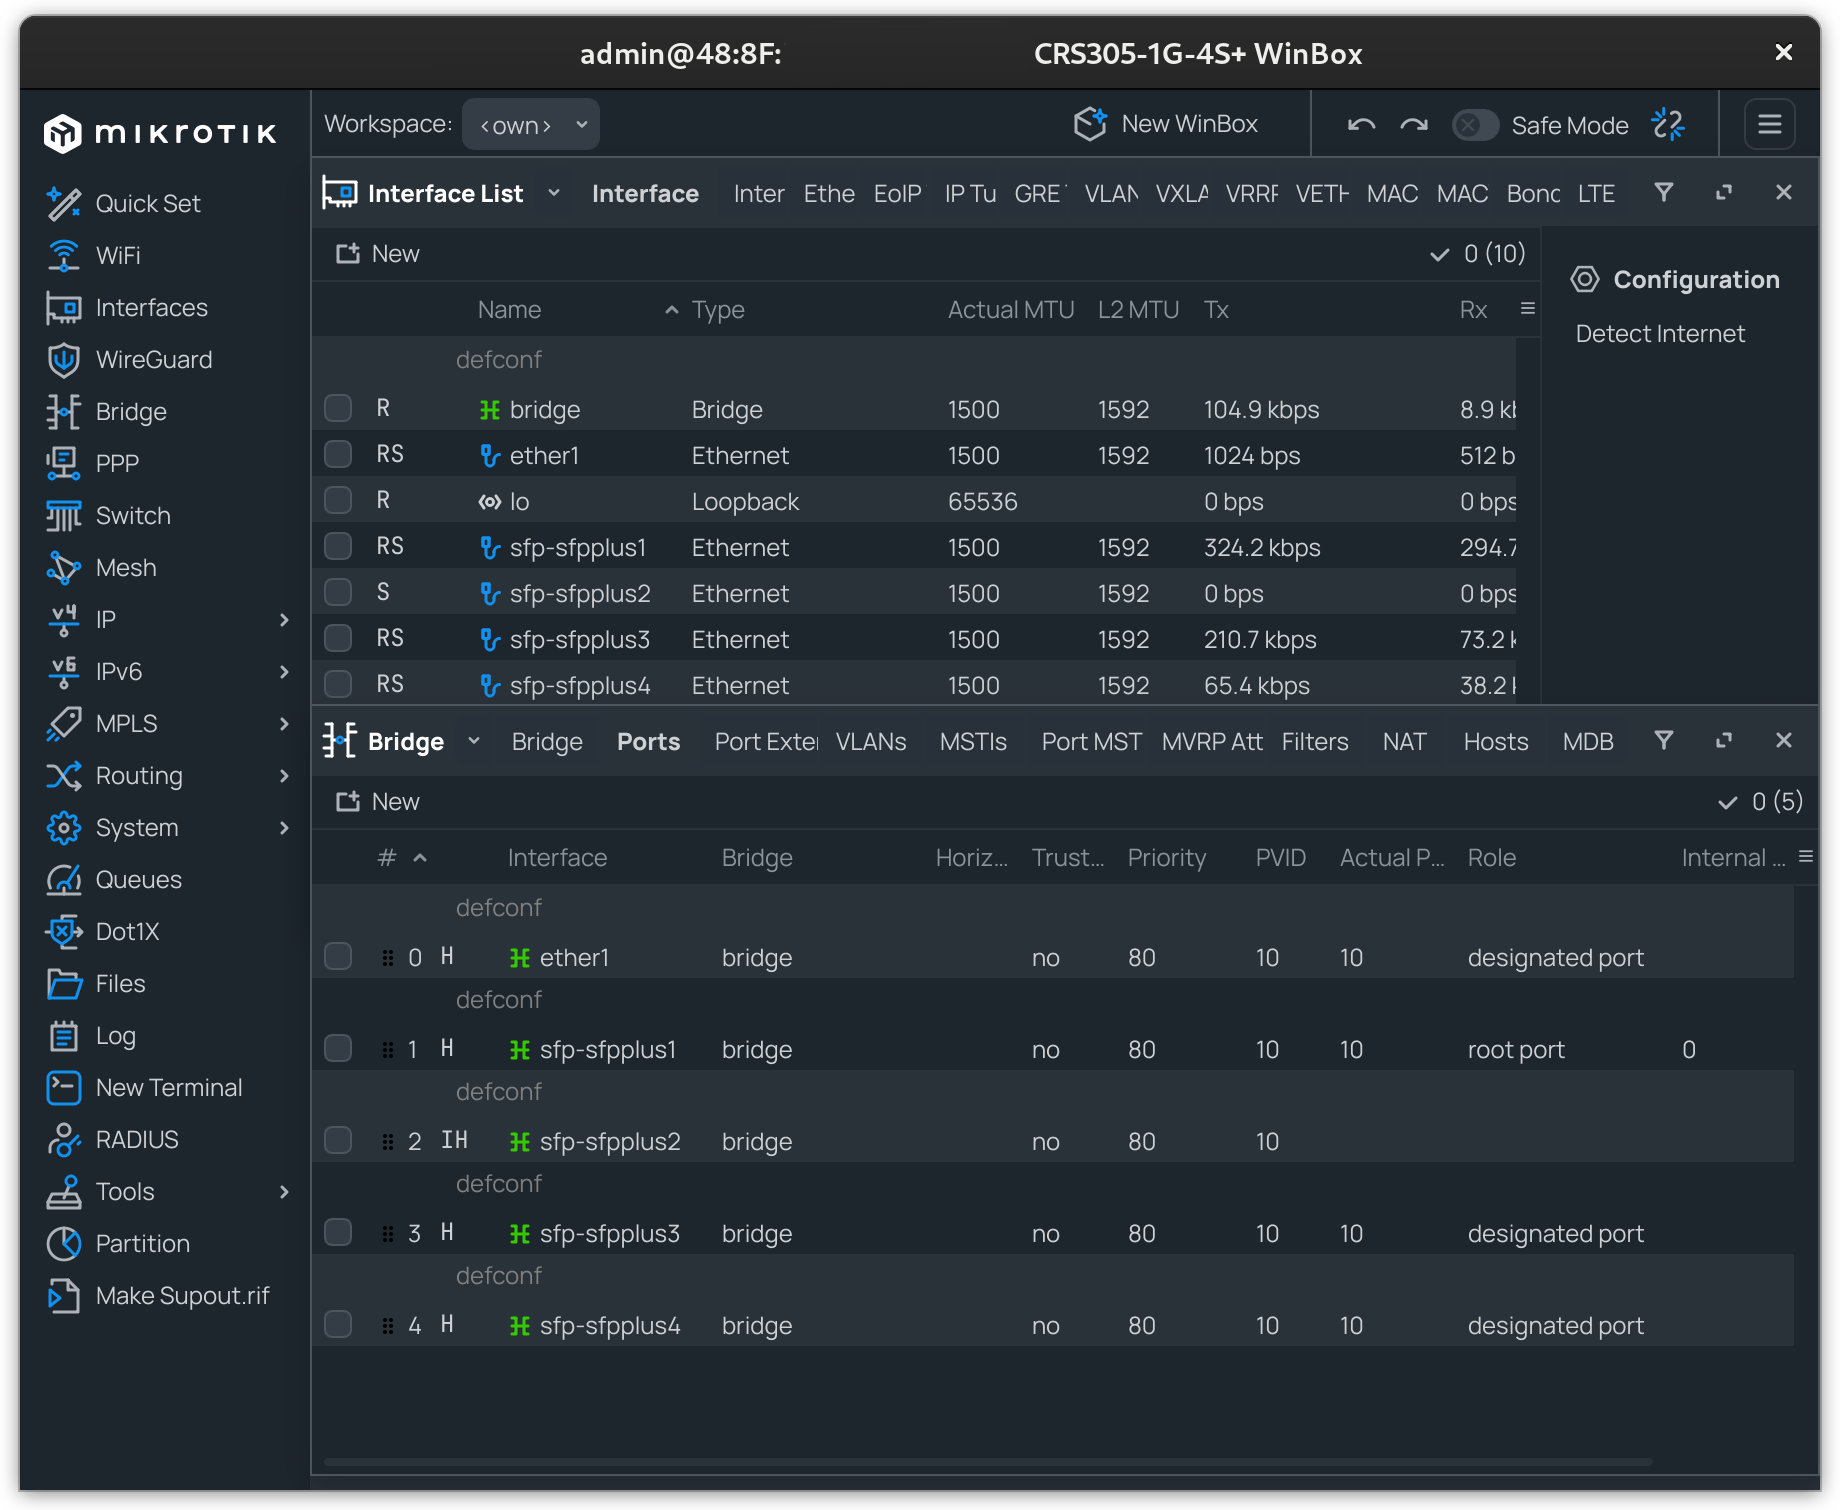 admin@48:8F: CRS305-1G-4S+ WinBox
mikrotik
Workspace: <own> New WinBox Safe Mode
Quick Set
WiFi
Interfaces
WireGuard
Bridge
PPP
Switch
Mesh
v4 IP
v6 IPv6
MPLS
Routing
System
Queues
Dot1X
Files
Log
New Terminal
RADIUS
Tools
Partition
Make Supout.rif
Interface List Interface Inter Ethe EoIP IP Tu GRE VLAN VXLA VRRP VETH MAC MAC Bonc LTE
New 0 (10)
Configuration
Detect Internet
Name Type Actual MTU L2 MTU Tx Rx
defconf
R bridge Bridge 1500 1592 104.9 kbps 8.9 kb
RS ether1 Ethernet 1500 1592 1024 bps 512 b
R lo Loopback 65536 0 bps 0 bps
RS sfp-sfpplus1 Ethernet 1500 1592 324.2 kbps 294.7
S sfp-sfpplus2 Ethernet 1500 1592 0 bps 0 bps
RS sfp-sfpplus3 Ethernet 1500 1592 210.7 kbps 73.2 k
RS sfp-sfpplus4 Ethernet 1500 1592 65.4 kbps 38.2 k
Bridge Bridge Ports Port Exter VLANs MSTIs Port MST MVRP Att Filters NAT Hosts MDB
New 0 (5)
# Interface Bridge Horiz... Trust... Priority PVID Actual P... Role Internal ...
defconf
0 H ether1 bridge no 80 10 10 designated port
defconf
1 H sfp-sfpplus1 bridge no 80 10 10 root port 0
defconf
2 IH sfp-sfpplus2 bridge no 80 10
defconf
3 H sfp-sfpplus3 bridge no 80 10 10 designated port
defconf
4 H sfp-sfpplus4 bridge no 80 10 10 designated port